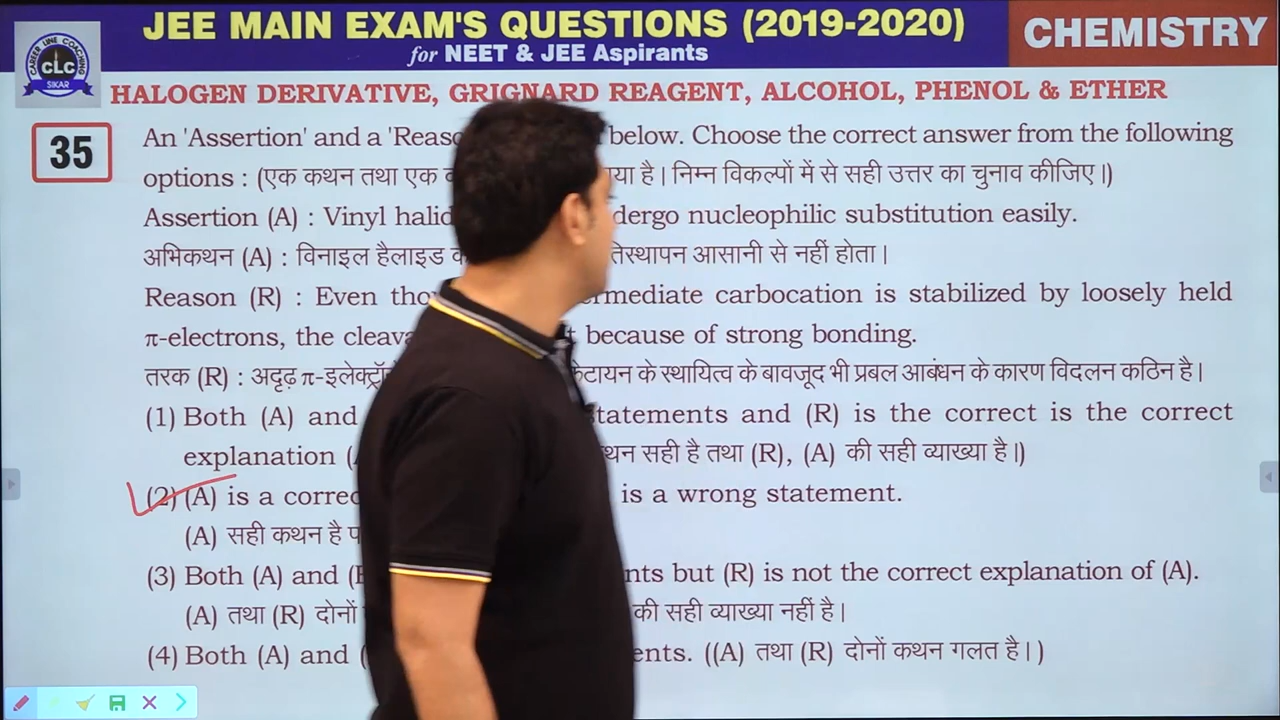 JEE MAIN EXAM'S QUESTIONS (2019-2020)
for NEET & JEE Aspirants
CHEMISTRY
CAREER LINE COACHING
CLC
SIKAR
HALOGEN DERIVATIVE, GRIGNARD REAGENT, ALCOHOL, PHENOL & ETHER
35
An 'Assertion' and a 'Reaso below. Choose the correct answer from the following
options : (एक कथन तथा एक या है। निम्न विकल्पों में से सही उत्तर का चुनाव कीजिए।)
Assertion (A) : Vinyl halid dergo nucleophilic substitution easily.
अभिकथन (A) : विनाइल हैलाइड तिस्थापन आसानी से नहीं होता।
Reason (R) : Even tho rmediate carbocation is stabilized by loosely held
π-electrons, the cleava because of strong bonding.
तरक (R) : अदृढ़ π-इलेक्ट्रॉ केटायन के स्थायित्व के बावजूद भी प्रबल आबंधन के कारण विदलन कठिन है।
(1) Both (A) and tatements and (R) is the correct is the correct
explanation ( थन सही है तथा (R), (A) की सही व्याख्या है।)
(2) (A) is a correc is a wrong statement.
(A) सही कथन है
(3) Both (A) and nts but (R) is not the correct explanation of (A).
(A) तथा (R) दोनों की सही व्याख्या नहीं है।
(4) Both (A) and ents. ((A) तथा (R) दोनों कथन गलत है।)